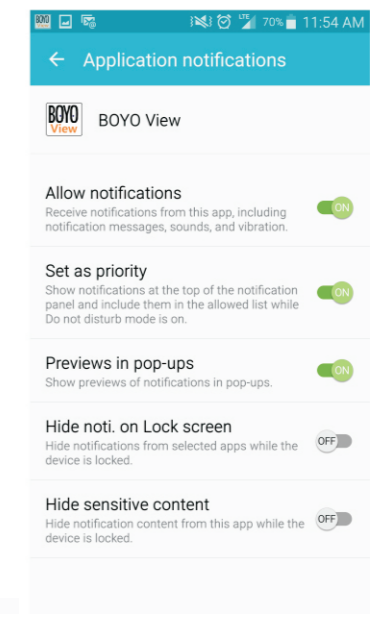 BOYO LTE 70% 11:54 AM
Application notifications
BOYO
View
BOYO View
Allow notifications
Receive notifications from this app, including
notification messages, sounds, and vibration.
ON
Set as priority
Show notifications at the top of the notification
panel and include them in the allowed list while
Do not disturb mode is on.
ON
Previews in pop-ups
Show previews of notifications in pop-ups.
ON
Hide noti. on Lock screen
Hide notifications from selected apps while the
device is locked.
OFF
Hide sensitive content
Hide notification content from this app while the
device is locked.
OFF